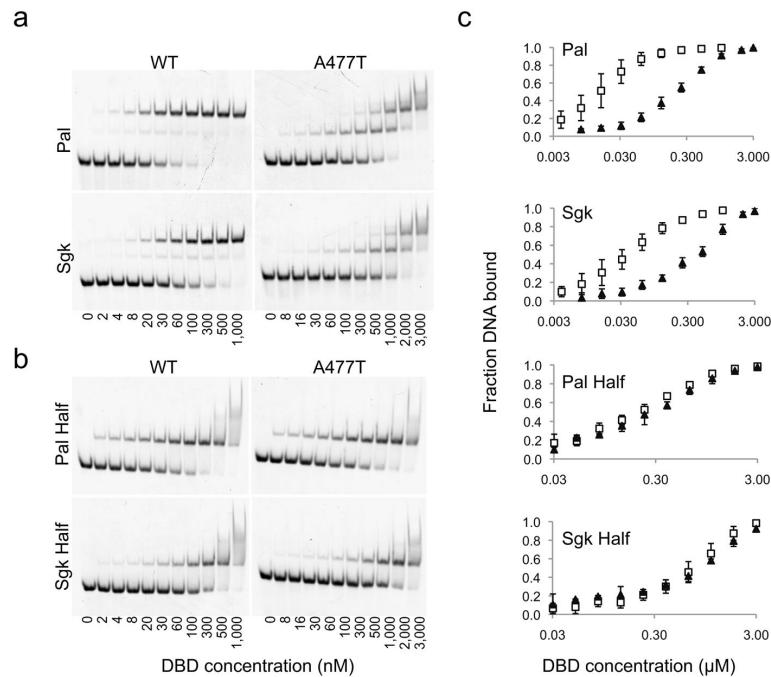 a
WT A477T
Pal
Sgk
0 2 4 8 20 30 60 100 300 500 1,000
0 8 16 30 60 100 300 500 1,000 2,000 3,000
b
WT A477T
Pal Half
Sgk Half
0 2 4 8 20 30 60 100 300 500 1,000
0 8 16 30 60 100 300 500 1,000 2,000 3,000
DBD concentration (nM)
c
Fraction DNA bound
Pal
1.0
0.8
0.6
0.4
0.2
0.0
0.003 0.030 0.300 3.000
Sgk
1.0
0.8
0.6
0.4
0.2
0.0
0.003 0.030 0.300 3.000
Pal Half
1.0
0.8
0.6
0.4
0.2
0.0
0.03 0.30 3.00
Sgk Half
1.0
0.8
0.6
0.4
0.2
0.0
0.03 0.30 3.00
DBD concentration (µM)